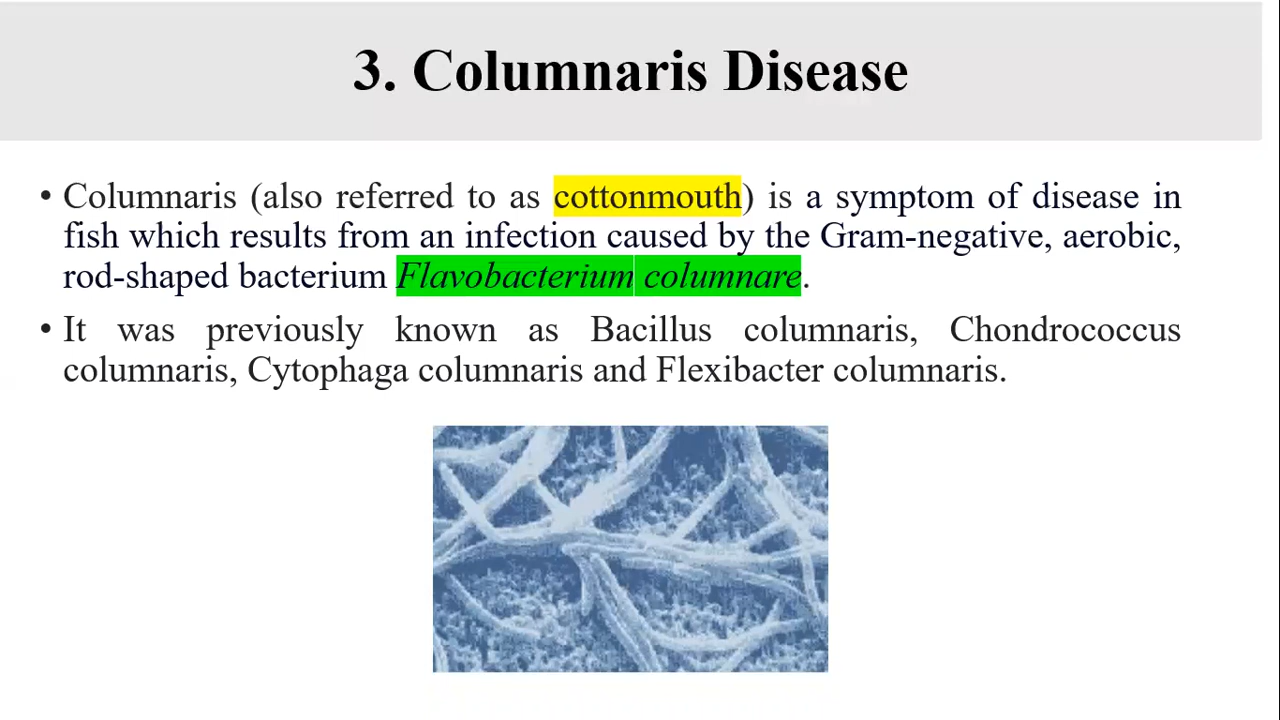 3. Columnaris Disease
• Columnaris (also referred to as cottonmouth) is a symptom of disease in
fish which results from an infection caused by the Gram-negative, aerobic,
rod-shaped bacterium Flavobacterium columnare.
• It was previously known as Bacillus columnaris, Chondrococcus
columnaris, Cytophaga columnaris and Flexibacter columnaris.